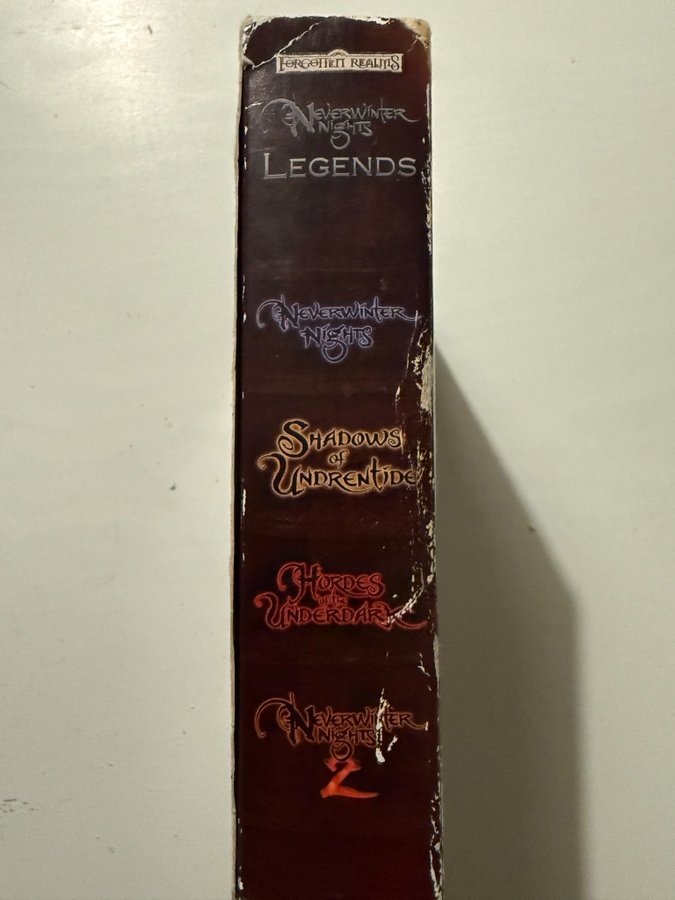 FORGOTTEN REALMS
NEVERWINTER
NIGHTS
LEGENDS
NEVERWINTER
NIGHTS
SHADOWS
of
UNDRENTIDE
HORDES
of the
UNDERDARK
NEVERWINTER
NIGHTS
2